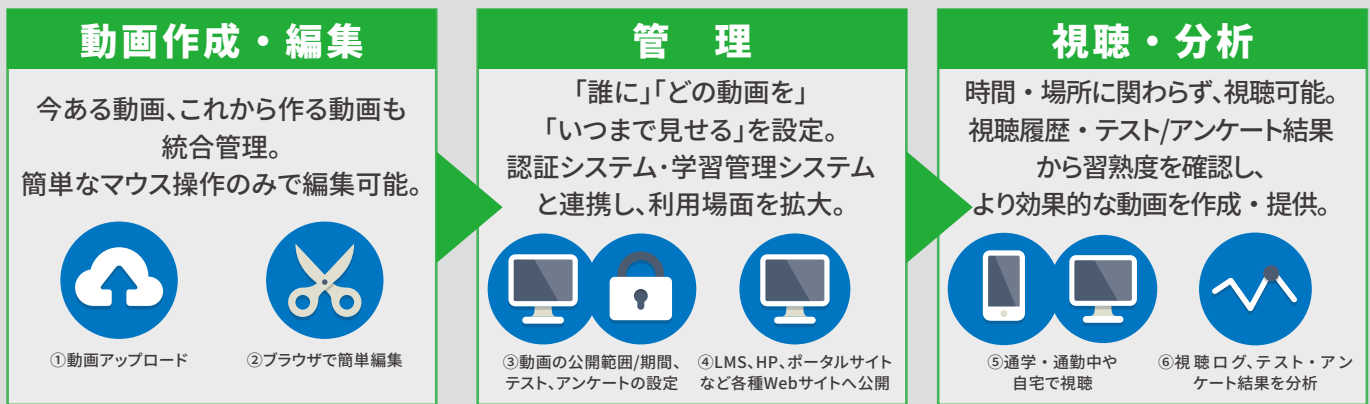 動画作成・編集
今ある動画、これから作る動画も
統合管理。
簡単なマウス操作のみで編集可能。
①動画アップロード
②ブラウザで簡単編集
管 理
「誰に」「どの動画を」
「いつまで見せる」を設定。
認証システム･学習管理システム
と連携し、利用場面を拡大。
③動画の公開範囲/期間、
テスト、アンケートの設定
④LMS、HP、ポータルサイト
など各種Webサイトへ公開
視聴・分析
時間・場所に関わらず、視聴可能。
視聴履歴・テスト/アンケート結果
から習熟度を確認し、
より効果的な動画を作成・提供。
⑤通学・通勤中や
自宅で視聴
⑥視聴ログ、テスト・アン
ケート結果を分析